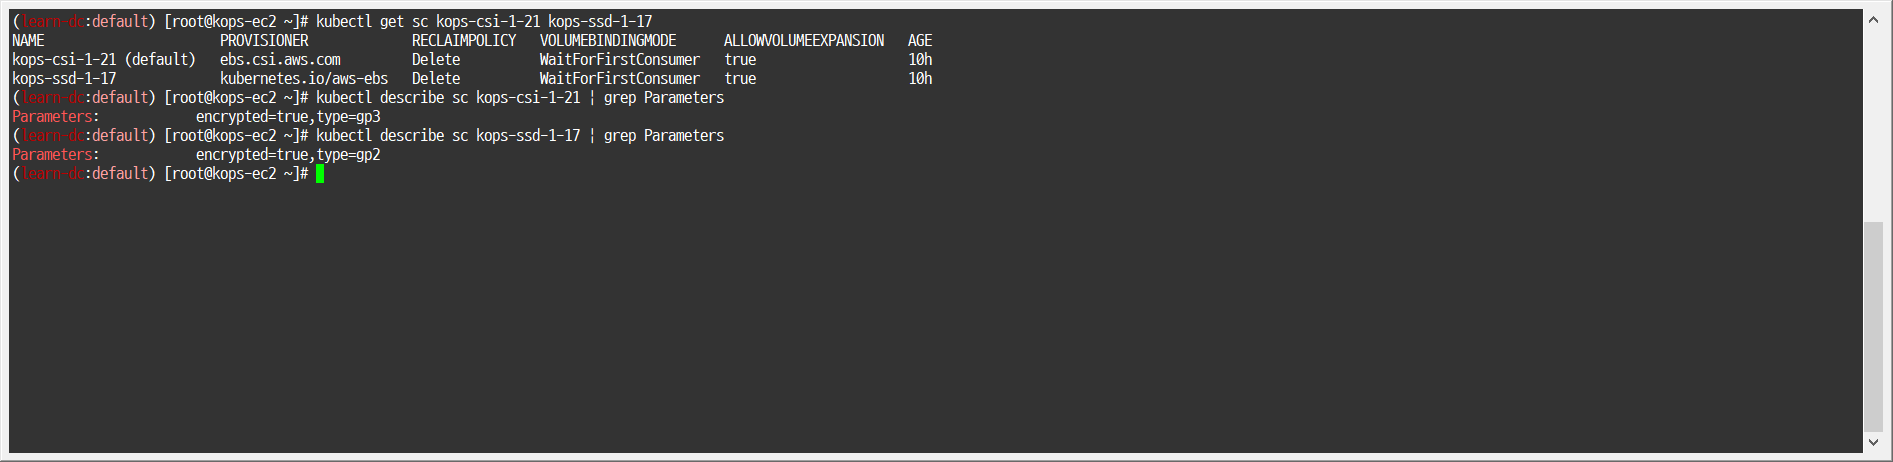 (learn-dc:default) [root@kops-ec2 ~]# kubectl get sc kops-csi-1-21 kops-ssd-1-17
NAME                      PROVISIONER             RECLAIMPOLICY   VOLUMEBINDINGMODE      ALLOWVOLUMEEXPANSION   AGE
kops-csi-1-21 (default)   ebs.csi.aws.com         Delete          WaitForFirstConsumer   true                   10h
kops-ssd-1-17             kubernetes.io/aws-ebs   Delete          WaitForFirstConsumer   true                   10h
(learn-dc:default) [root@kops-ec2 ~]# kubectl describe sc kops-csi-1-21 | grep Parameters
Parameters:            encrypted=true,type=gp3
(learn-dc:default) [root@kops-ec2 ~]# kubectl describe sc kops-ssd-1-17 | grep Parameters
Parameters:            encrypted=true,type=gp2
(learn-dc:default) [root@kops-ec2 ~]#